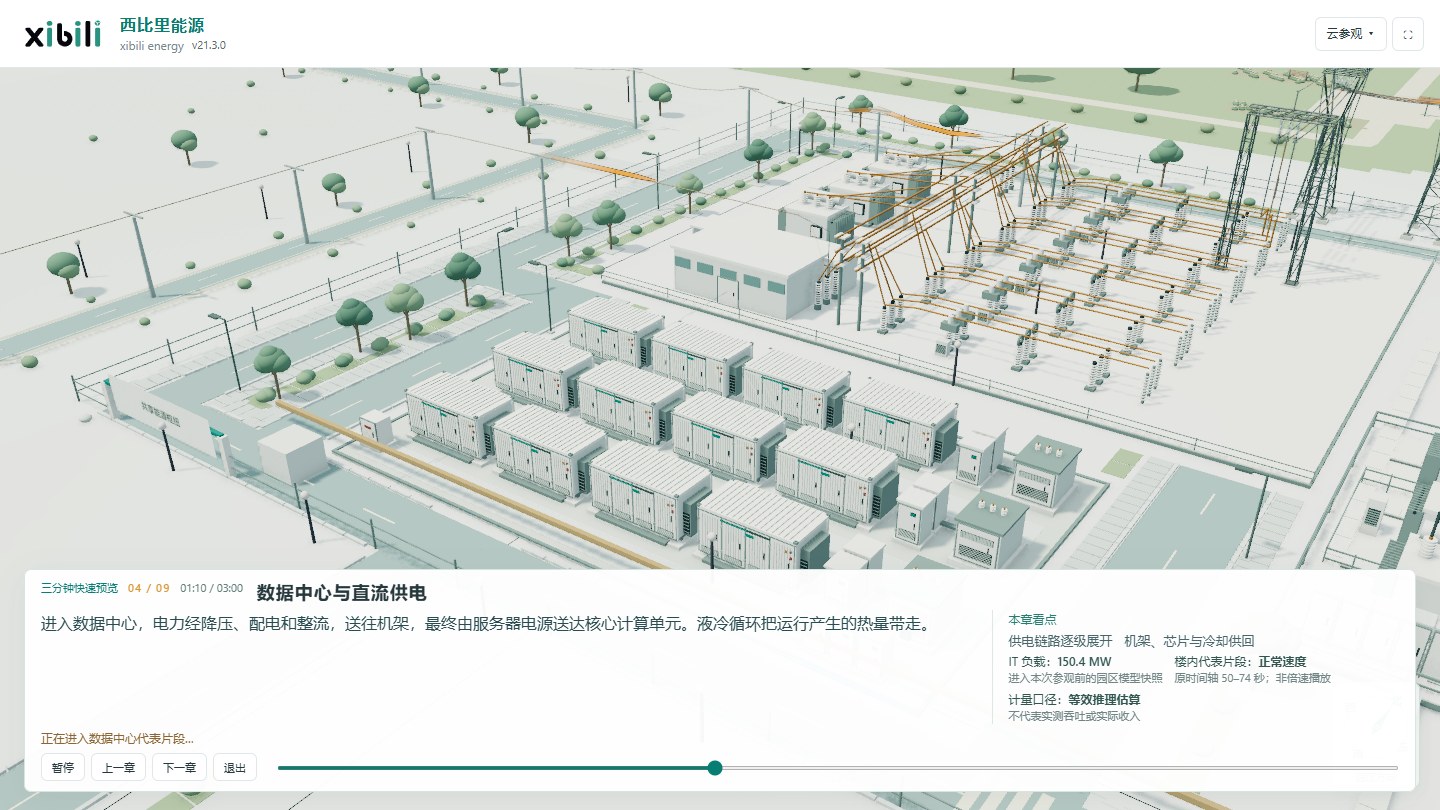 xibili
西比里能源
xibili energy v21.3.0
云参观
三分钟快速预览 04 / 09 01:10 / 03:00 数据中心与直流供电
进入数据中心，电力经降压、配电和整流，送往机架，最终由服务器电源送达核心计算单元。液冷循环把运行产生的热量带走。
本章看点
供电链路逐级展开 机架、芯片与冷却供回
IT 负载：150.4 MW 楼内代表片段：正常速度
进入本次参观前的园区模型快照 原时间轴 50–74 秒；非倍速播放
计量口径：等效推理估算
不代表实测吞吐或实际收入
正在进入数据中心代表片段...
暂停 上一章 下一章 退出